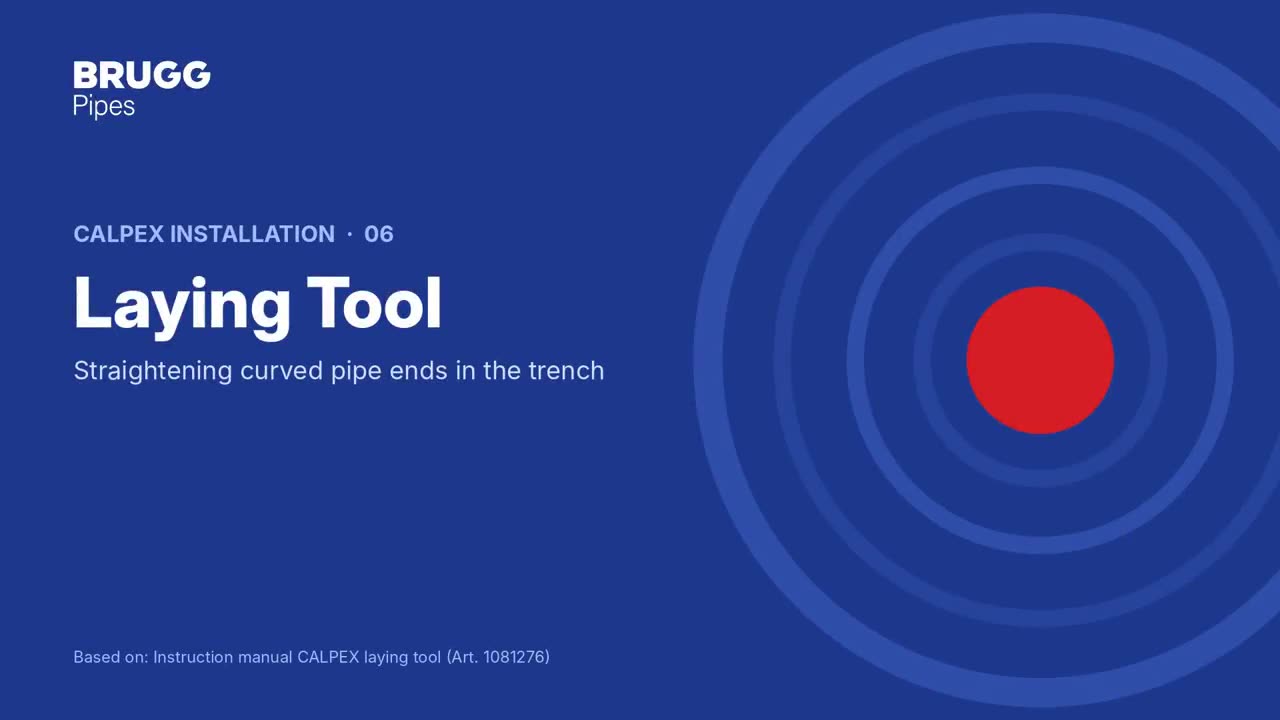 BRUGG
Pipes
CALPEX INSTALLATION · 06
Laying Tool
Straightening curved pipe ends in the trench
Based on: Instruction manual CALPEX laying tool (Art. 1081276)